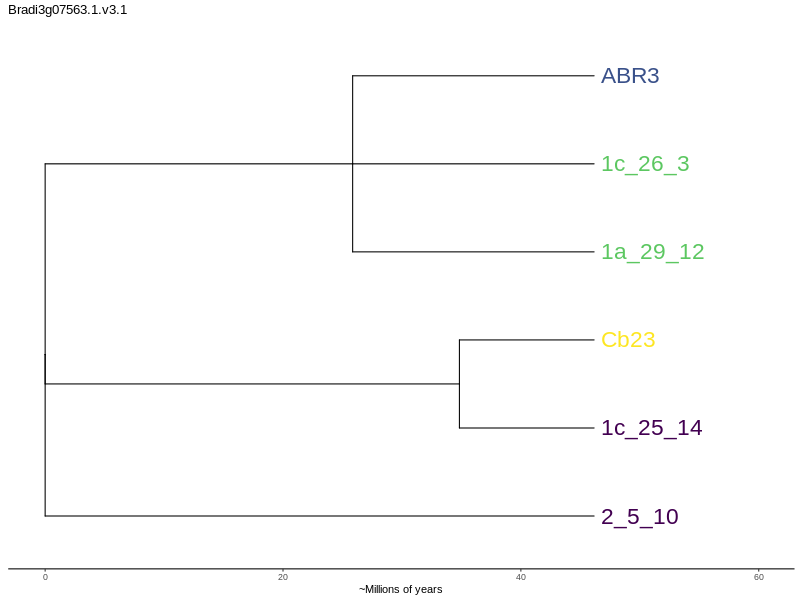 Bradi3g07563.1.v3.1
ABR3
1c_26_3
1a_29_12
Cb23
1c_25_14
2_5_10
0 20 40 60
~Millions of years